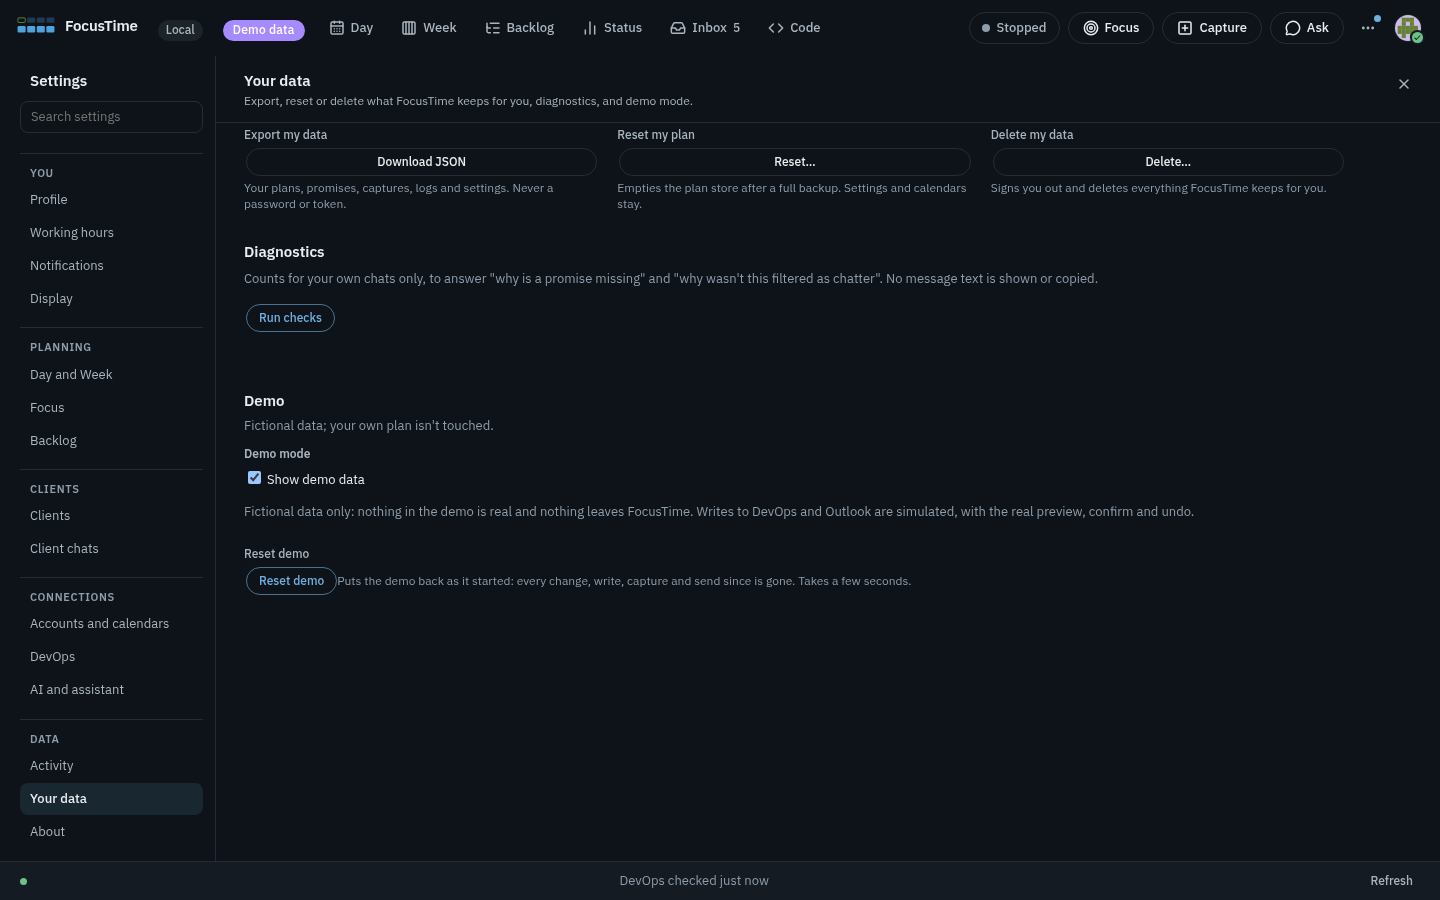 FocusTime
Local
Demo data
Day
Week
Backlog
Status
Inbox 5
Code
Stopped
Focus
Capture
Ask
Settings
Search settings
YOU
Profile
Working hours
Notifications
Display
PLANNING
Day and Week
Focus
Backlog
CLIENTS
Clients
Client chats
CONNECTIONS
Accounts and calendars
DevOps
AI and assistant
DATA
Activity
Your data
About
Your data
Export, reset or delete what FocusTime keeps for you, diagnostics, and demo mode.
Export my data
Download JSON
Your plans, promises, captures, logs and settings. Never a
password or token.
Reset my plan
Reset...
Empties the plan store after a full backup. Settings and calendars
stay.
Delete my data
Delete...
Signs you out and deletes everything FocusTime keeps for you.
Diagnostics
Counts for your own chats only, to answer "why is a promise missing" and "why wasn't this filtered as chatter". No message text is shown or copied.
Run checks
Demo
Fictional data; your own plan isn't touched.
Demo mode
Show demo data
Fictional data only: nothing in the demo is real and nothing leaves FocusTime. Writes to DevOps and Outlook are simulated, with the real preview, confirm and undo.
Reset demo
Reset demo
Puts the demo back as it started: every change, write, capture and send since is gone. Takes a few seconds.
DevOps checked just now
Refresh